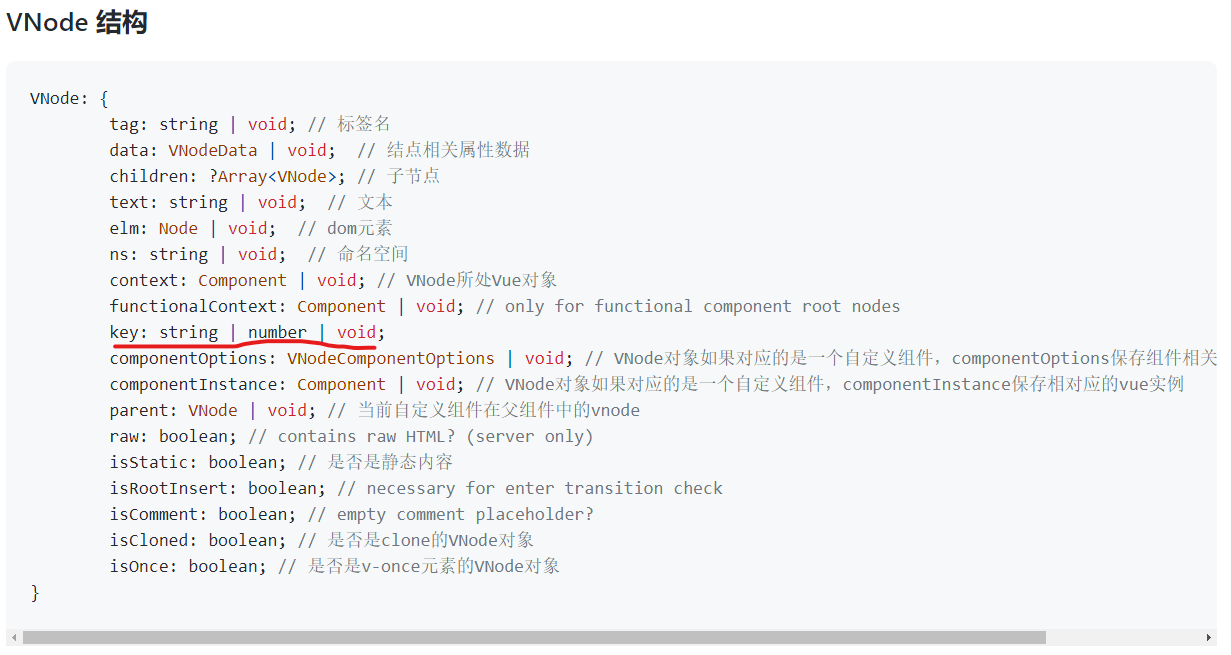 VNode 结构
VNode: {
tag: string | void; // 标签名
data: VNodeData | void;  // 结点相关属性数据
children: ?Array<VNode>; // 子节点
text: string | void;  // 文本
elm: Node | void;  // dom元素
ns: string | void;  // 命名空间
context: Component | void; // VNode所处Vue对象
functionalContext: Component | void; // only for functional component root nodes
key: string | number | void;
componentOptions: VNodeComponentOptions | void; // VNode对象如果对应的是一个自定义组件，componentOptions保存组件相关
componentInstance: Component | void; // VNode对象如果对应的是一个自定义组件，componentInstance保存相对应的vue实例
parent: VNode | void; // 当前自定义组件在父组件中的vnode
raw: boolean; // contains raw HTML? (server only)
isStatic: boolean; // 是否是静态内容
isRootInsert: boolean; // necessary for enter transition check
isComment: boolean; // empty comment placeholder?
isCloned: boolean; // 是否是clone的VNode对象
isOnce: boolean; // 是否是v-once元素的VNode对象
}